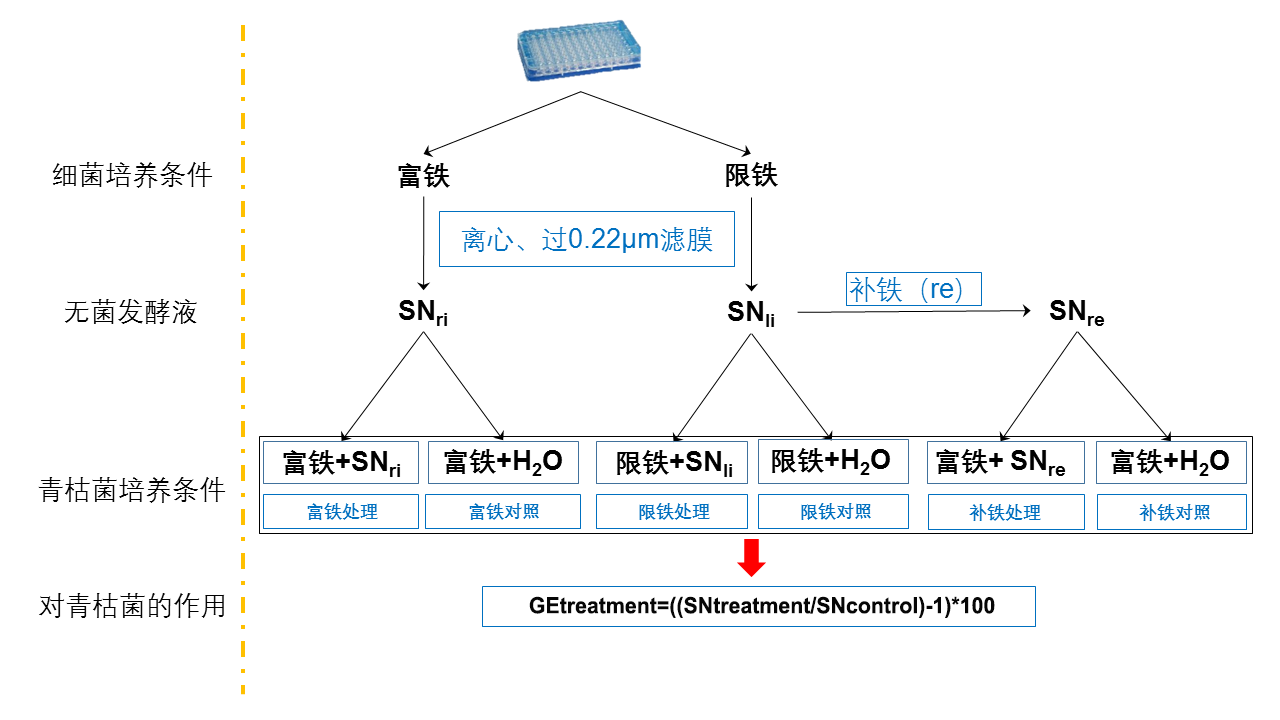 细菌培养条件
富铁
限铁
离心、过0.22μm滤膜
无菌发酵液
SNri
SNli
补铁（re）
SNre
青枯菌培养条件
富铁+SNri
富铁+H2O
限铁+SNli
限铁+H2O
富铁+ SNre
富铁+H2O
富铁处理
富铁对照
限铁处理
限铁对照
补铁处理
补铁对照
对青枯菌的作用
GEtreatment=((SNtreatment/SNcontrol)-1)*100